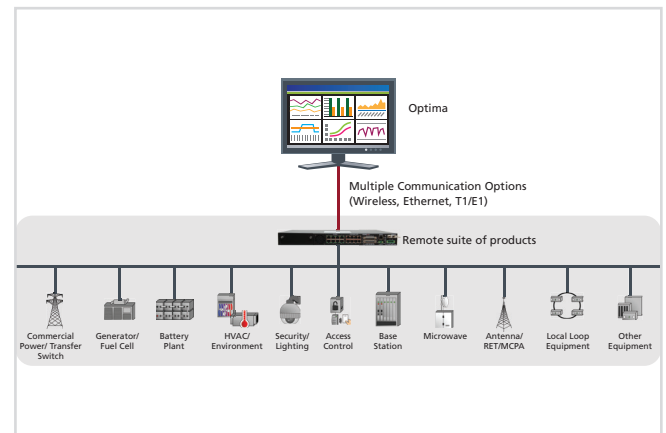 Optima
Multiple Communication Options
(Wireless, Ethernet, T1/E1)
Remote suite of products
Commercial
Power/ Transfer
Switch
Generator/
Fuel Cell
Battery
Plant
HVAC/
Environment
Security/
Lighting
Access
Control
Base
Station
Microwave
Antenna/
RET/MCPA
Local Loop
Equipment
Other
Equipment